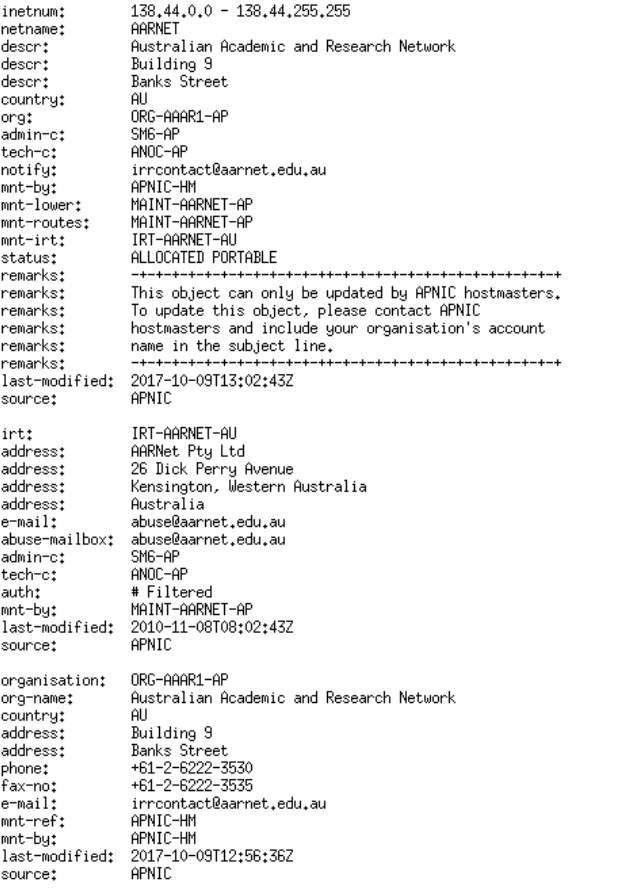 inetnum: 138.44.0.0 - 138.44.255.255
netname: AARNET
descr: Australian Academic and Research Network
descr: Building 9
descr: Banks Street
country: AU
org: ORG-AAAR1-AP
admin-c: SM6-AP
tech-c: ANOC-AP
notify: irrcontact@aarnet.edu.au
mnt-by: APNIC-HM
mnt-lower: MAINT-AARNET-AP
mnt-routes: MAINT-AARNET-AP
mnt-irt: IRT-AARNET-AU
status: ALLOCATED PORTABLE
remarks: -+-+-+-+-+-+-+-+-+-+-+-+-+-+-+-+-+-+-+-+-+-+-+-+-+-+
remarks: This object can only be updated by APNIC hostmasters.
remarks: To update this object, please contact APNIC
remarks: hostmasters and include your organisation's account
remarks: name in the subject line.
remarks: -+-+-+-+-+-+-+-+-+-+-+-+-+-+-+-+-+-+-+-+-+-+-+-+-+-+
last-modified: 2017-10-09T13:02:43Z
source: APNIC

irt: IRT-AARNET-AU
address: AARNet Pty Ltd
address: 26 Dick Perry Avenue
address: Kensington, Western Australia
address: Australia
e-mail: abuse@aarnet.edu.au
abuse-mailbox: abuse@aarnet.edu.au
admin-c: SM6-AP
tech-c: ANOC-AP
auth: # Filtered
mnt-by: MAINT-AARNET-AP
last-modified: 2010-11-08T08:02:43Z
source: APNIC

organisation: ORG-AAAR1-AP
org-name: Australian Academic and Research Network
country: AU
address: Building 9
address: Banks Street
phone: +61-2-6222-3530
fax-no: +61-2-6222-3535
e-mail: irrcontact@aarnet.edu.au
mnt-ref: APNIC-HM
mnt-by: APNIC-HM
last-modified: 2017-10-09T12:56:36Z
source: APNIC